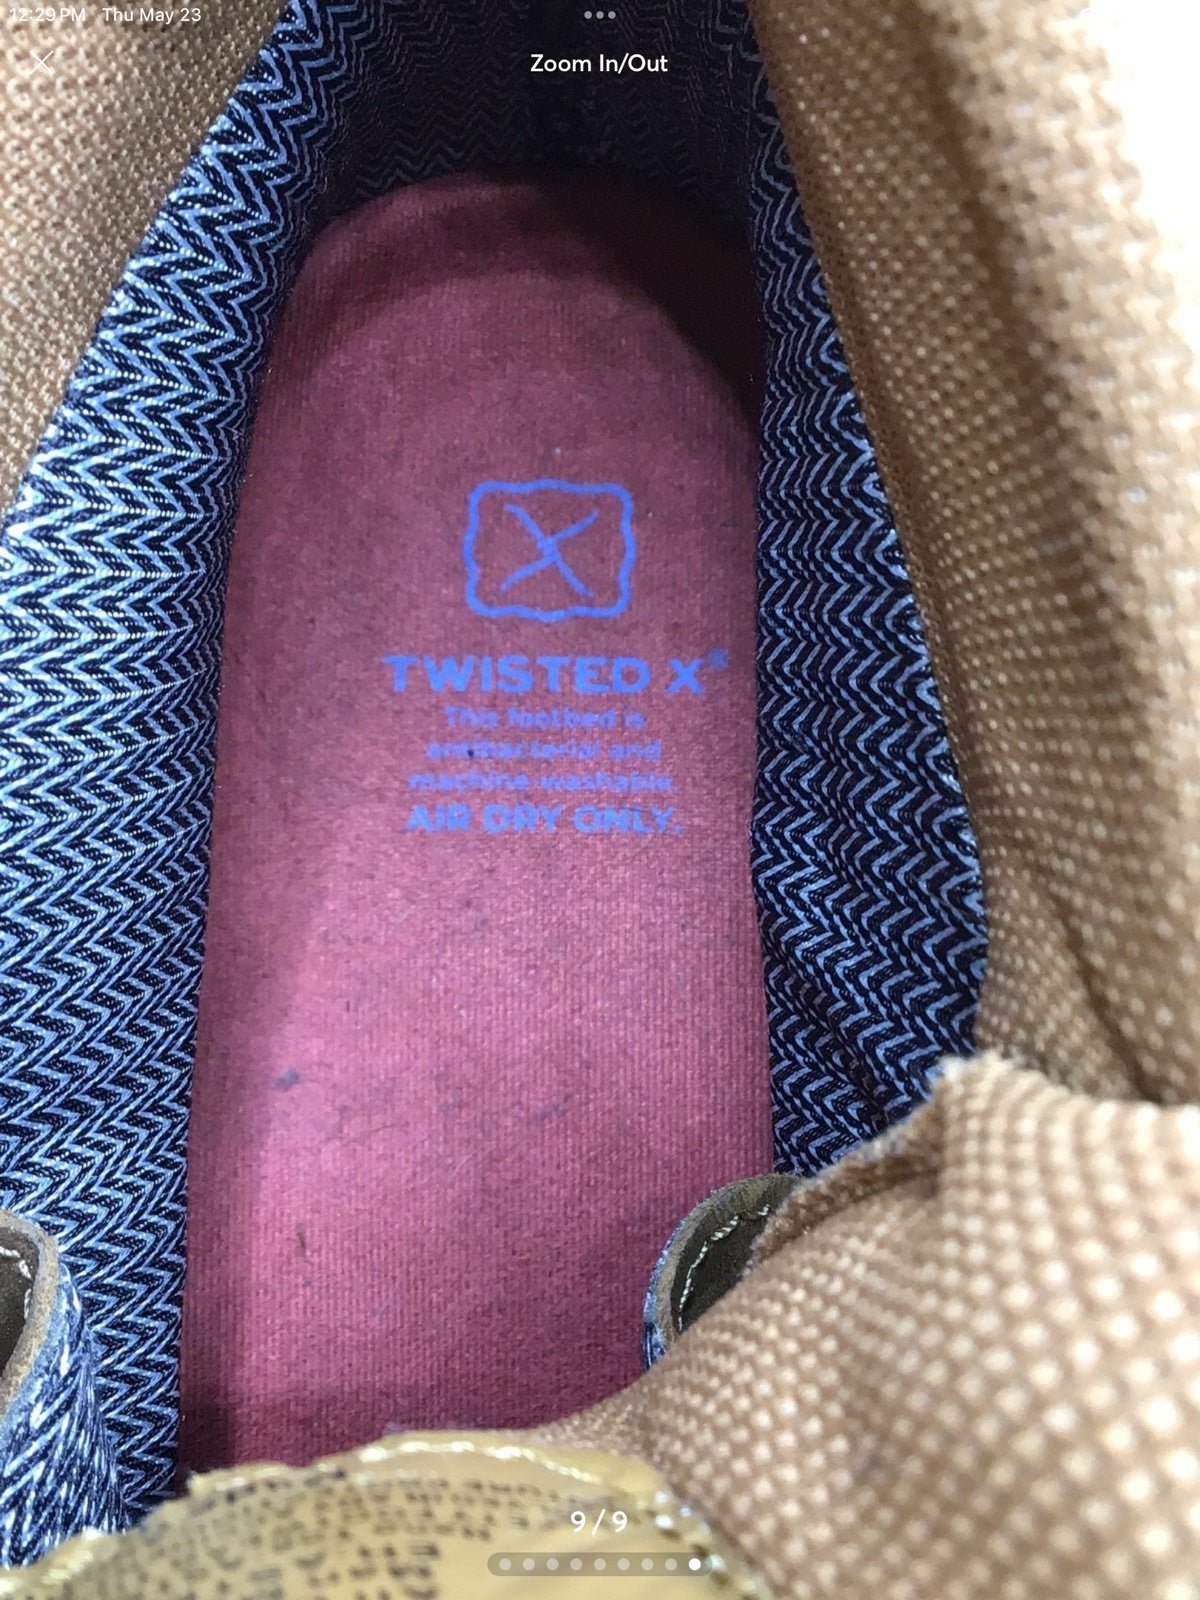 12:29 PM Thu May 23
Zoom In/Out
TWISTED X®
This footbed is
antibacterial and
machine washable.
AIR DRY ONLY.
9/9